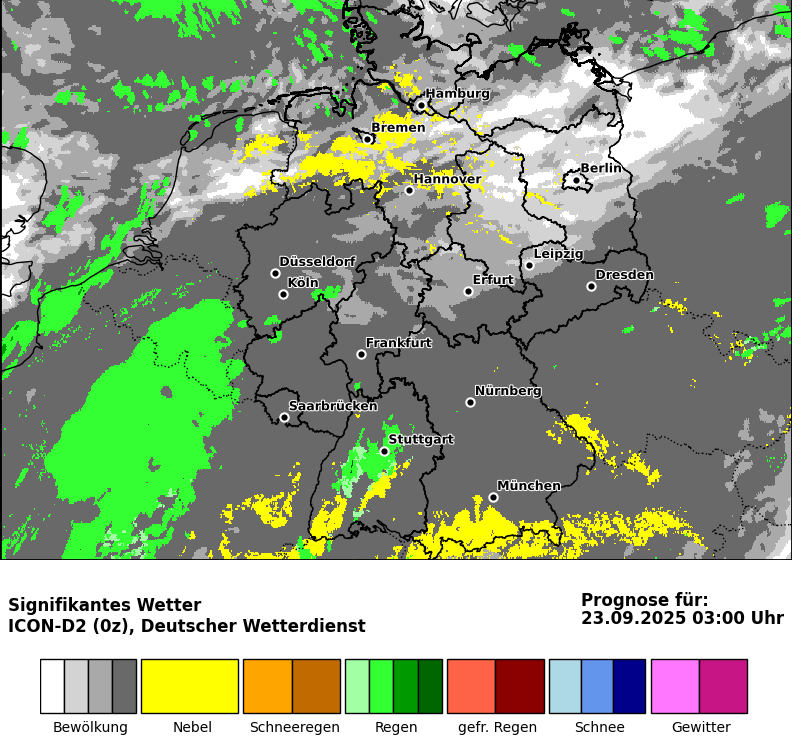 Hamburg
Bremen
Berlin
Hannover
Leipzig
Düsseldorf
Dresden
Köln
Erfurt
Frankfurt
Nürnberg
Saarbrücken
Stuttgart
München
Signifikantes Wetter
ICON-D2 (0z), Deutscher Wetterdienst
Prognose für:
23.09.2025 03:00 Uhr
Bewölkung Nebel Schneeregen Regen gefr. Regen Schnee Gewitter